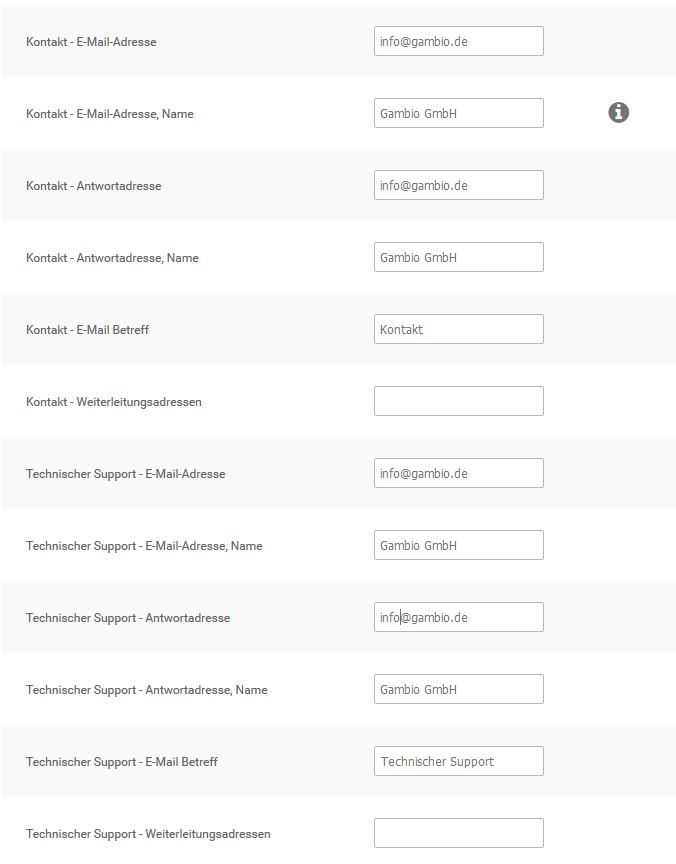 Kontakt - E-Mail-Adresse info@gambio.de
Kontakt - E-Mail-Adresse, Name Gambio GmbH
Kontakt - Antwortadresse info@gambio.de
Kontakt - Antwortadresse, Name Gambio GmbH
Kontakt - E-Mail Betreff Kontakt
Kontakt - Weiterleitungsadressen
Technischer Support - E-Mail-Adresse info@gambio.de
Technischer Support - E-Mail-Adresse, Name Gambio GmbH
Technischer Support - Antwortadresse info@gambio.de
Technischer Support - Antwortadresse, Name Gambio GmbH
Technischer Support - E-Mail Betreff Technischer Support
Technischer Support - Weiterleitungsadressen